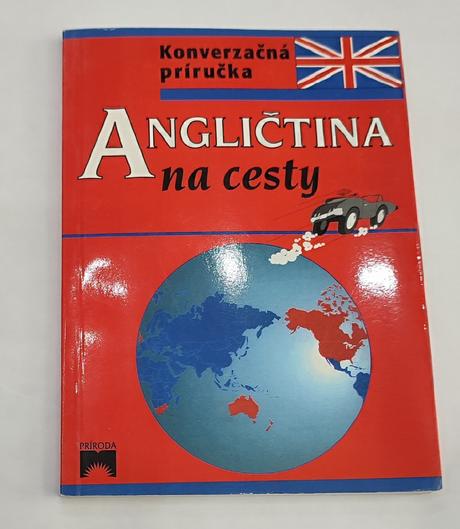 Konverzačná
príručka
ANGLIČTINA
na cesty
PRÍRODA